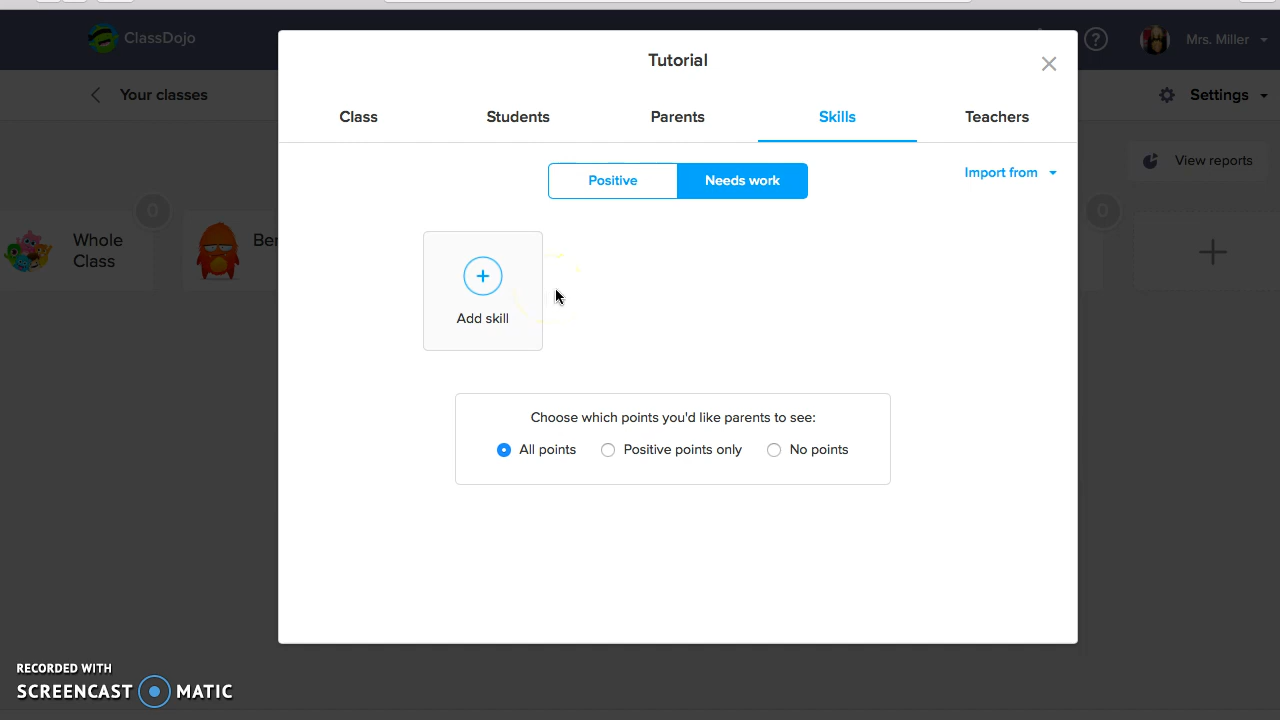 ClassDojo
Tutorial
Mrs. Miller
Your classes
Settings
Class
Students
Parents
Skills
Teachers
Positive
Needs work
Import from
View reports
0
0
Whole
Class
Be
Add skill
Choose which points you'd like parents to see:
All points
Positive points only
No points
RECORDED WITH
SCREENCAST MATIC